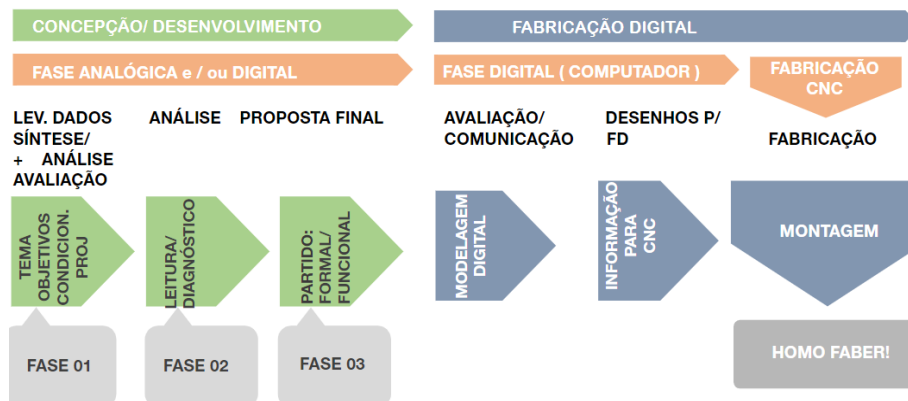 CONCEPÇÃO/ DESENVOLVIMENTO
FABRICAÇÃO DIGITAL
FASE ANALÓGICA e / ou DIGITAL
FASE DIGITAL ( COMPUTADOR )
FABRICAÇÃO
CNC
LEV. DADOS
SÍNTESE/
+ ANÁLISE
AVALIAÇÃO
ANÁLISE
PROPOSTA FINAL
AVALIAÇÃO/
COMUNICAÇÃO
DESENHOS P/
FD
FABRICAÇÃO
TEMA
OBJETIVOS
CONDICION.
PROJ
LEITURA/
DIAGNÓSTICO
PARTIDO:
FORMAL/
FUNCIONAL
MODELAGEM
DIGITAL
INFORMAÇÃO
PARA
CNC
MONTAGEM
FASE 01
FASE 02
FASE 03
HOMO FABER!